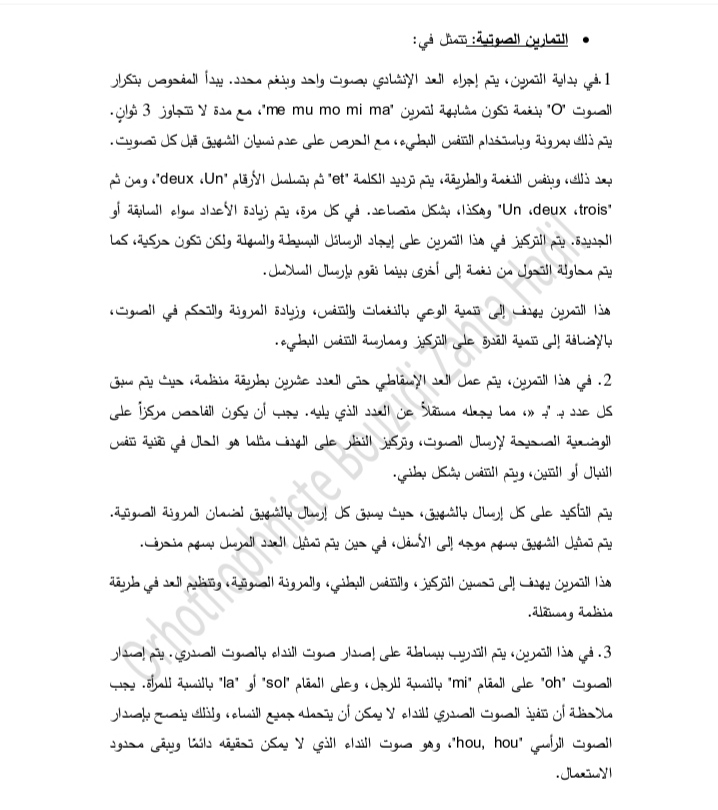 • التمارين الصوتية: تتمثل في:
1.في بداية التمرين، يتم إجراء العد الإنشادي بصوت واحد وبنغم محدد. يبدأ المفحوص بتكرار
الصوت "O" بنغمة تكون مشابهة لتمرين "me mu mo mi ma"، مع مدة لا تتجاوز 3 ثوانٍ.
يتم ذلك بمرونة وباستخدام التنفس البطيء، مع الحرص على عدم نسيان الشهيق قبل كل تصويت.
بعد ذلك، وبنفس النغمة والطريقة، يتم ترديد الكلمة "et" ثم بتسلسل الأرقام "deux ،Un"، ومن ثم
"Un ،deux ،trois" وهكذا، بشكل متصاعد. في كل مرة، يتم زيادة الأعداد سواء السابقة أو
الجديدة. يتم التركيز في هذا التمرين على إيجاد الرسائل البسيطة والسهلة ولكن تكون حركية، كما
يتم محاولة التحول من نغمة إلى أخرى بينما نقوم بإرسال السلاسل.
هذا التمرين يهدف إلى تنمية الوعي بالنغمات والتنفس، وزيادة المرونة والتحكم في الصوت،
بالإضافة إلى تنمية القدرة على التركيز وممارسة التنفس البطيء.
2. في هذا التمرين، يتم عمل العد الإسقاطي حتى العدد عشرين بطريقة منظمة، حيث يتم سبق
كل عدد بـ "بـ «، مما يجعله مستقلاً عن العدد الذي يليه. يجب أن يكون الفاحص مركزاً على
الوضعية الصحيحة لإرسال الصوت، وتركيز النظر على الهدف مثلما هو الحال في تقنية تنفس
النبال أو التنين، ويتم التنفس بشكل بطني.
يتم التأكيد على كل إرسال بالشهيق، حيث يسبق كل إرسال بالشهيق لضمان المرونة الصوتية.
يتم تمثيل الشهيق بسهم موجه إلى الأسفل، في حين يتم تمثيل العدد المرسل بسهم منحرف.
هذا التمرين يهدف إلى تحسين التركيز، والتنفس البطني، والمرونة الصوتية، وتنظيم العد في طريقة
منظمة ومستقلة.
3. في هذا التمرين، يتم التدريب ببساطة على إصدار صوت النداء بالصوت الصدري. يتم إصدار
الصوت "oh" على المقام "mi" بالنسبة للرجل، وعلى المقام "sol" أو "la" بالنسبة للمرأة. يجب
ملاحظة أن تنفيذ الصوت الصدري للنداء لا يمكن أن يتحمله جميع النساء، ولذلك ينصح بإصدار
الصوت الرأسي "hou, hou"، وهو صوت النداء الذي لا يمكن تحقيقه دائمًا ويبقى محدود
الاستعمال.
Orhothophniste Bouzidi Zahra Hadil